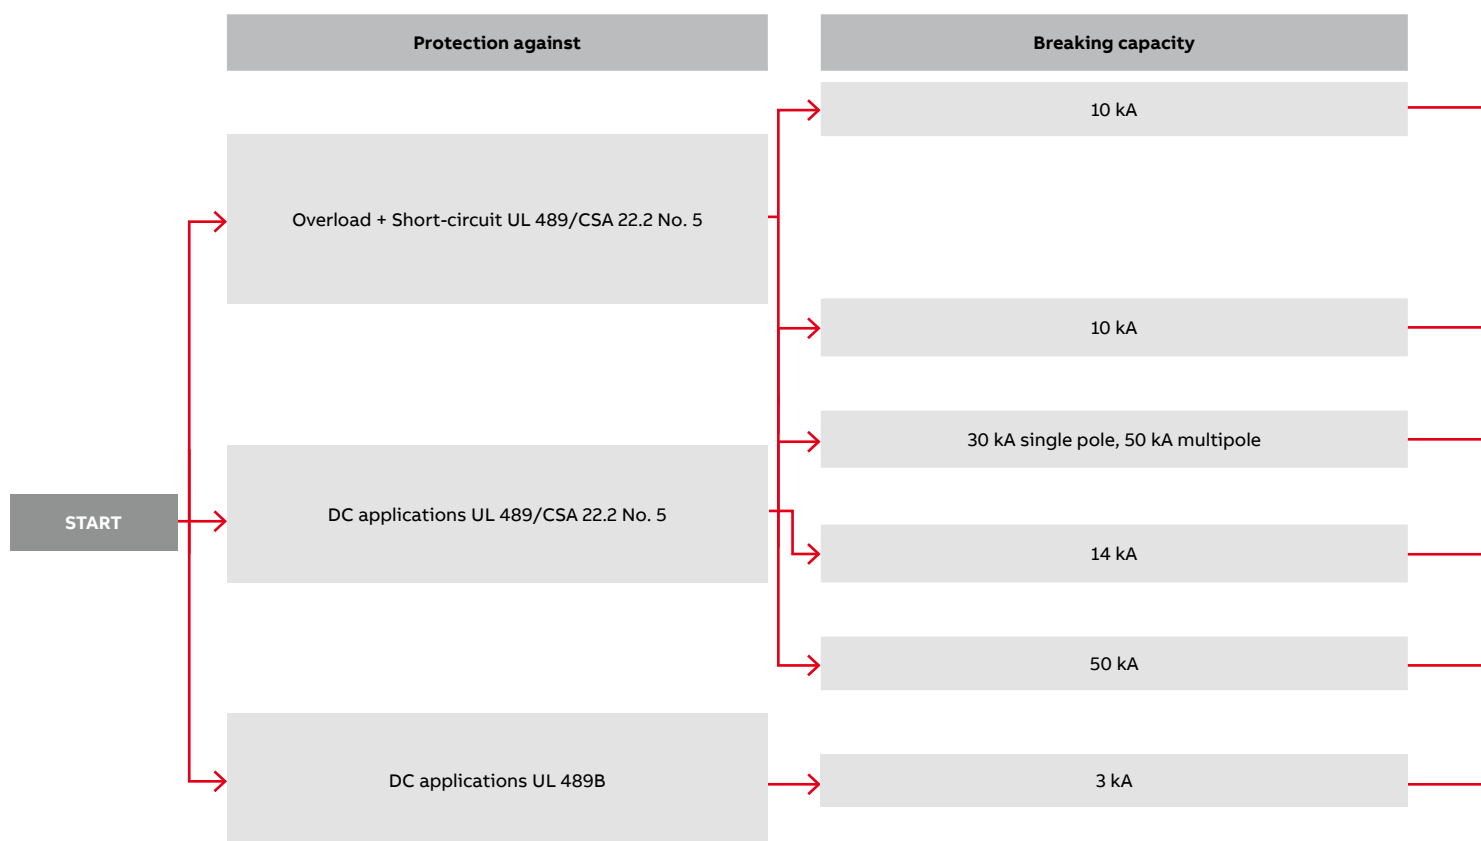 Protection against
Breaking capacity
10 kA
Overload + Short-circuit UL 489/CSA 22.2 No. 5
10 kA
30 kA single pole, 50 kA multipole
START
DC applications UL 489/CSA 22.2 No. 5
14 kA
50 kA
DC applications UL 489B
3 kA